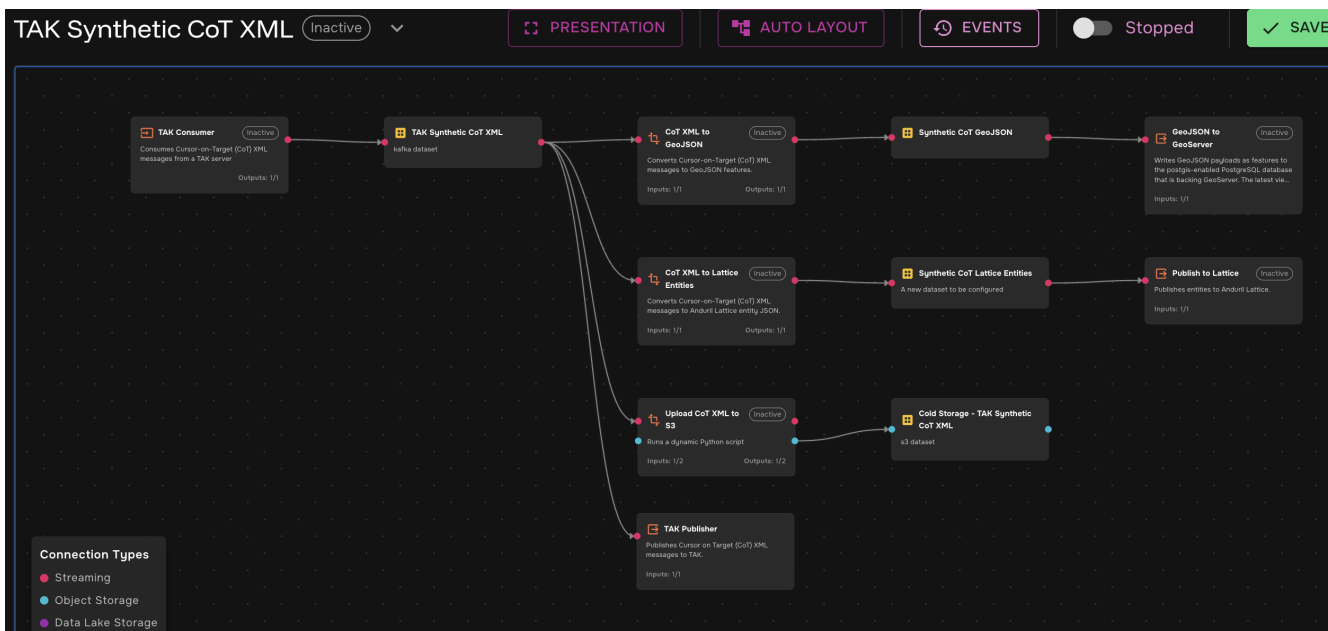 TAK Synthetic CoT XML
Inactive
PRESENTATION
AUTO LAYOUT
EVENTS
Stopped
SAVE
TAK Consumer
Inactive
Consumes Cursor-on-Target (CoT) XML
messages from a TAK server
Outputs: 1/1
TAK Synthetic CoT XML
kafka dataset
CoT XML to
GeoJSON
Inactive
Converts Cursor-on-Target (CoT) XML
messages to GeoJSON features.
Inputs: 1/1
Outputs: 1/1
Synthetic CoT GeoJSON
GeoJSON to
GeoServer
Inactive
Writes GeoJSON payloads as features to
the postgis-enabled PostgreSQL database
that is backing GeoServer. The latest vie...
Inputs: 1/1
CoT XML to Lattice
Entities
Inactive
Converts Cursor-on-Target (CoT) XML
messages to Anduril Lattice entity JSON.
Inputs: 1/1
Outputs: 1/1
Synthetic CoT Lattice Entities
A new dataset to be configured
Publish to Lattice
Inactive
Publishes entities to Anduril Lattice.
Inputs: 1/1
Upload CoT XML to
S3
Inactive
Runs a dynamic Python script
Inputs: 1/2
Outputs: 1/2
Cold Storage - TAK Synthetic
CoT XML
s3 dataset
TAK Publisher
Publishes Cursor on Target (CoT) XML
messages to TAK.
Inputs: 1/1
Connection Types
Streaming
Object Storage
Data Lake Storage